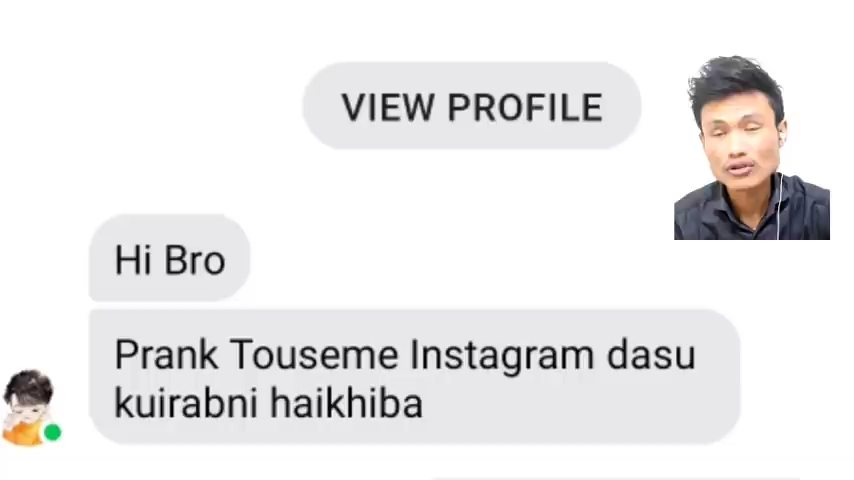 VIEW PROFILE
Hi Bro
Prank Touseme Instagram dasu
kuirabni haikhiba